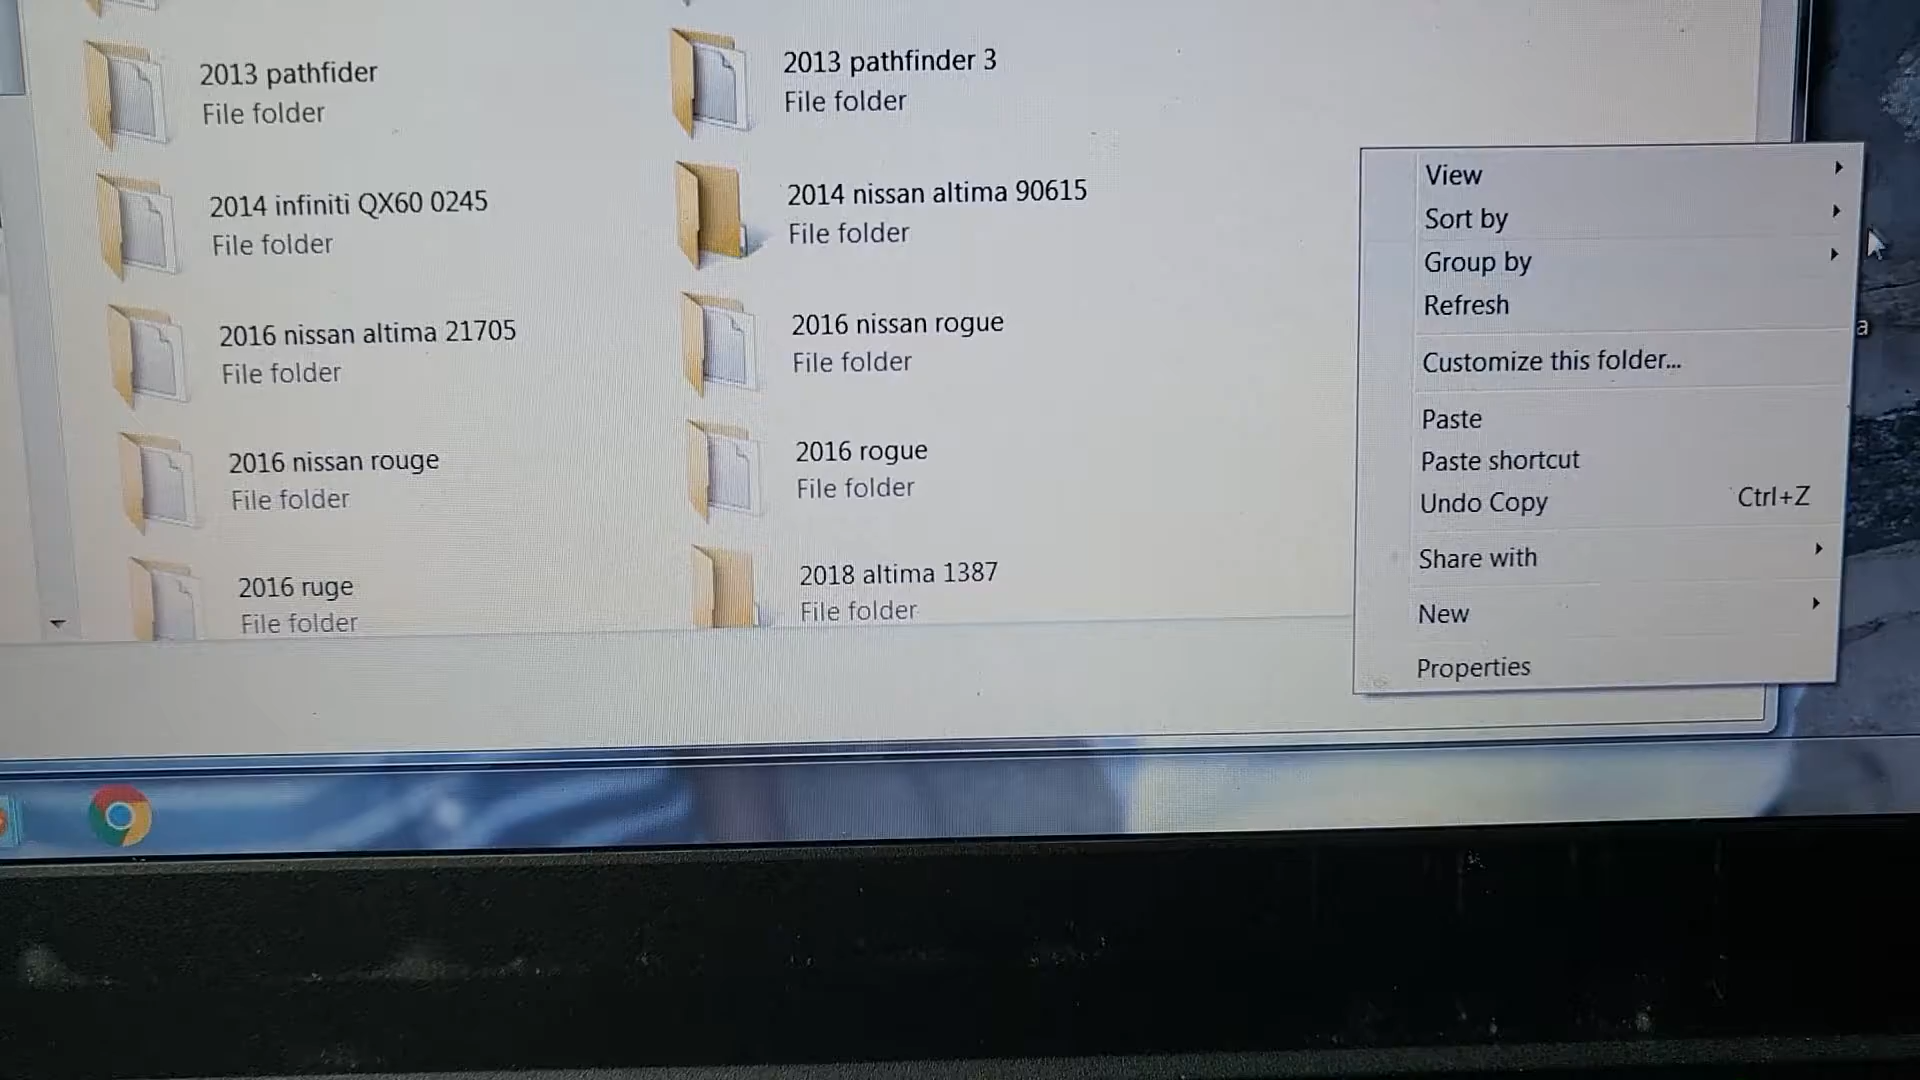 2013 pathfider
File folder
2013 pathfinder 3
File folder
2014 infiniti QX60 0245
File folder
2014 nissan altima 90615
File folder
2016 nissan altima 21705
File folder
2016 nissan rogue
File folder
2016 nissan rouge
File folder
2016 rogue
File folder
2016 ruge
File folder
2018 altima 1387
File folder
View
Sort by
Group by
Refresh
Customize this folder...
Paste
Paste shortcut
Undo Copy Ctrl+Z
Share with
New
Properties
a